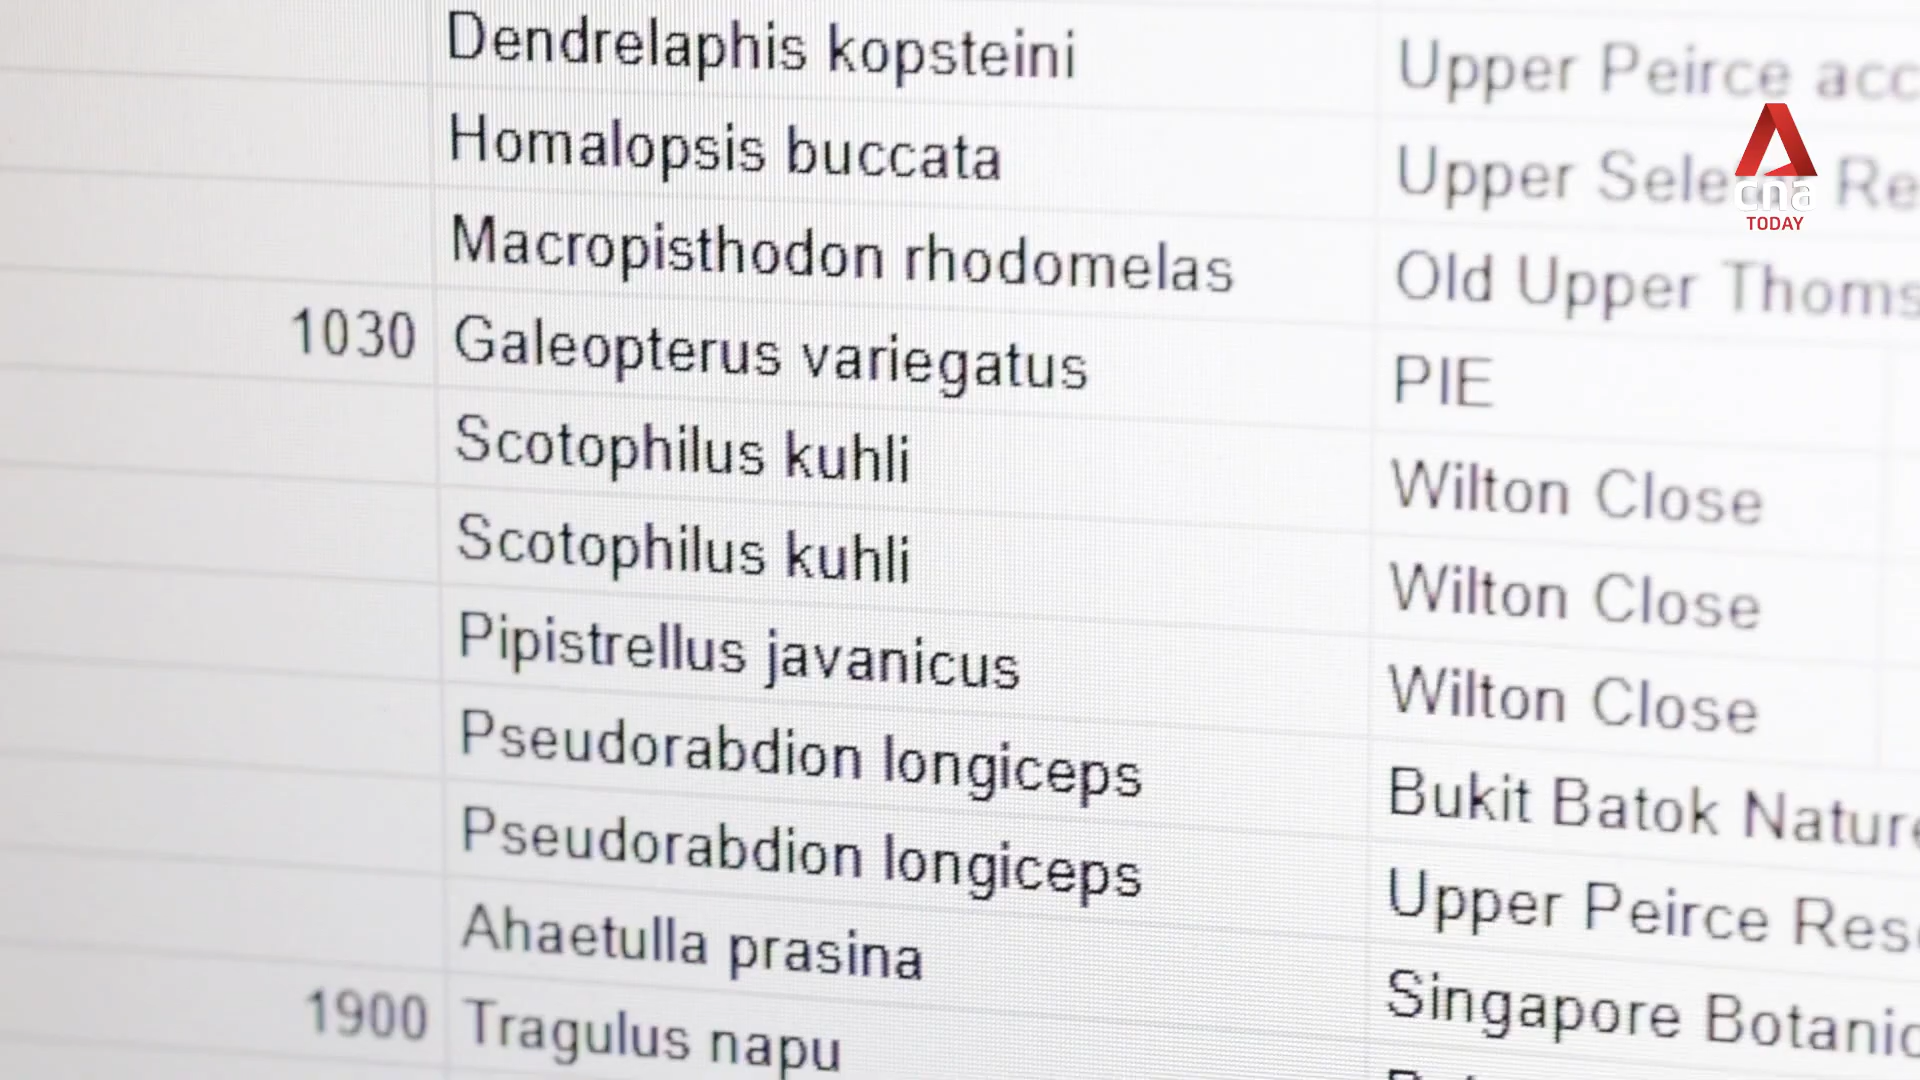 Dendrelaphis kopsteini Upper Peirce
Homalopsis buccata Upper
Macropisthodon rhodomelas Old Upper
1030 Galeopterus variegatus PIE
Scotophilus kuhli Wilton Close
Scotophilus kuhli Wilton Close
Pipistrellus javanicus Wilton Close
Pseudorabdion longiceps Bukit Batok
Pseudorabdion longiceps Upper Peirce
Ahaetulla prasina Singapore
1900 Tragulus napu
cna
TODAY